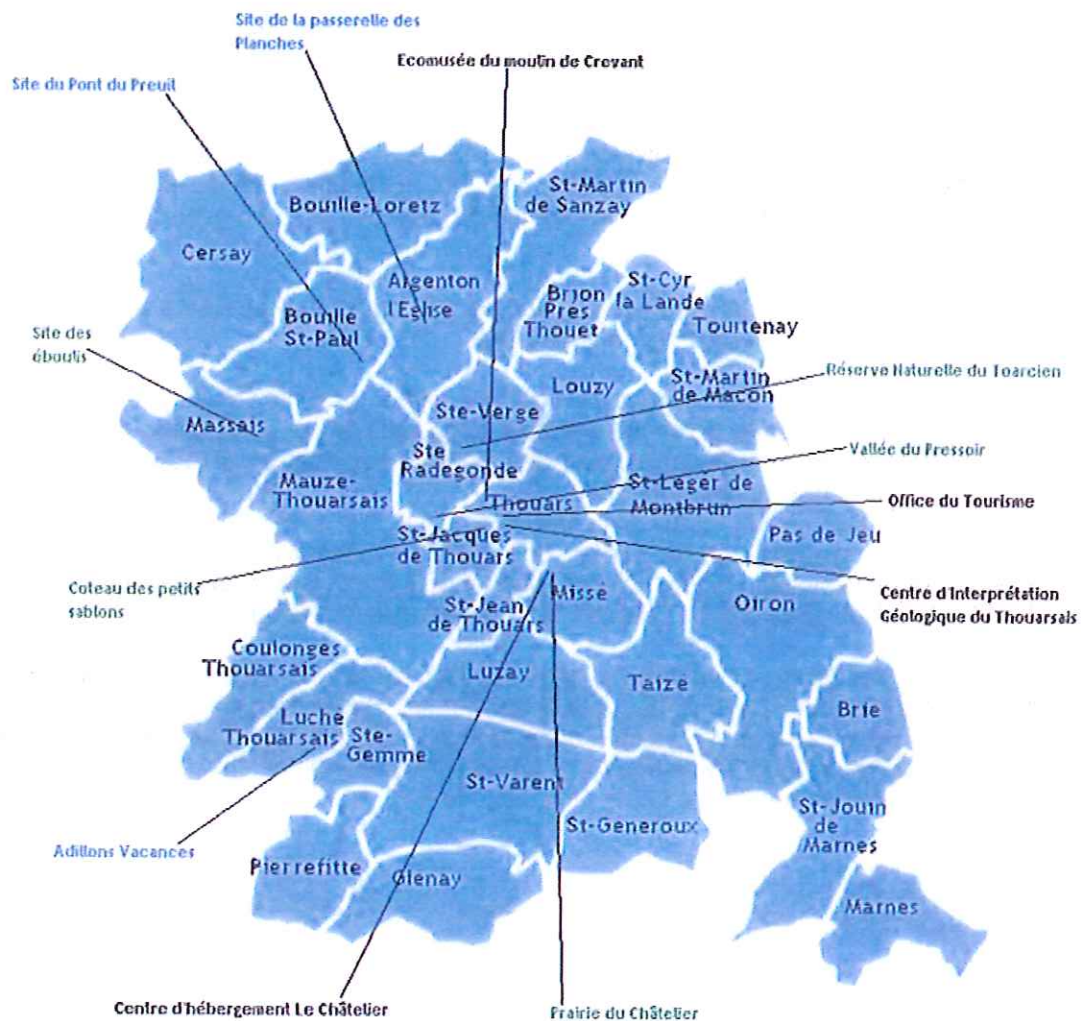 Site de la passerelle des
Planches
Ecomusée du moulin de Crevant
Site du Pont du Preuil
St-Martin
de Sanzay
Bouille-Loretz
Cersay
Argenton
l'Eglise
St-Cyr
la Lande
Brion
Pres
Thouet
Bouille
St-Paul
Tourtenay
Site des
éboulis
Louzy
St-Martin
de Macon
Réserve Naturelle du Toarcien
Massais
Ste-Verge
Ste
Radegonde
Vallée du Pressoir
Mauze-
Thouarsais
St-Léger de
Montbrun
Thouars
Office du Tourisme
St-Jacques
de Thouars
Pas de Jeu
Coteau des petits
sablons
Missé
Oiron
Centre d'Interprétation
Géologique du Thouarsais
St-Jean
de Thouars
Coulonges
Thouarsais
Luzay
Taize
Brie
Luché
Thouarsais
Ste-
Gemme
St-Varent
St-Jouin
de
Marnes
St-Generoux
Adillons Vacances
Pierrefitte
Glenay
Marnes
Centre d'hébergement Le Châtelier
Prairie du Châtelier